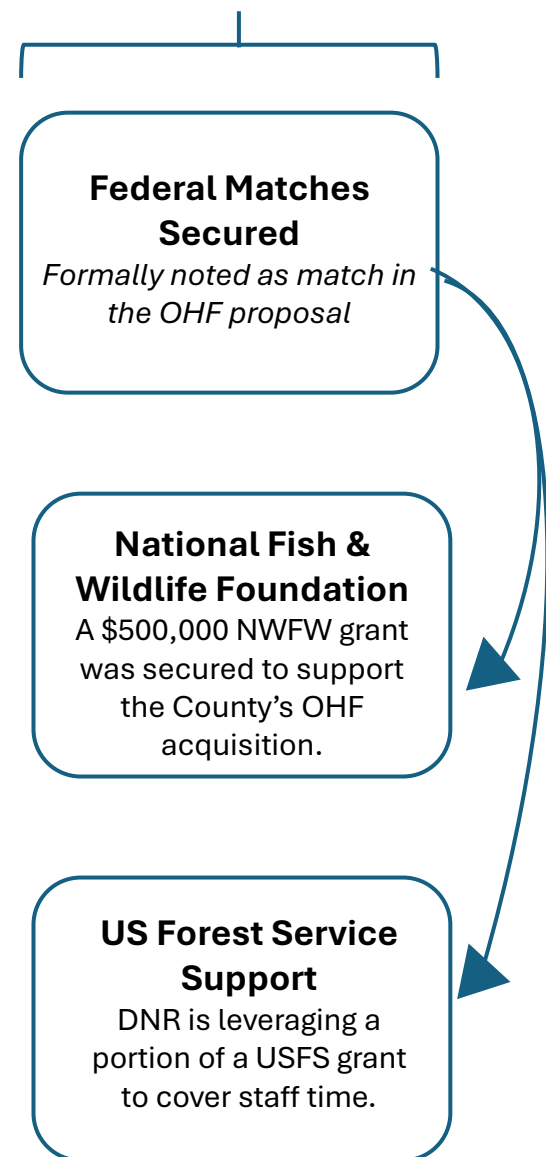 Federal Matches
Secured
Formally noted as match in
the OHF proposal
National Fish &
Wildlife Foundation
A $500,000 NWFW grant
was secured to support
the County’s OHF
acquisition.
US Forest Service
Support
DNR is leveraging a
portion of a USFS grant
to cover staff time.